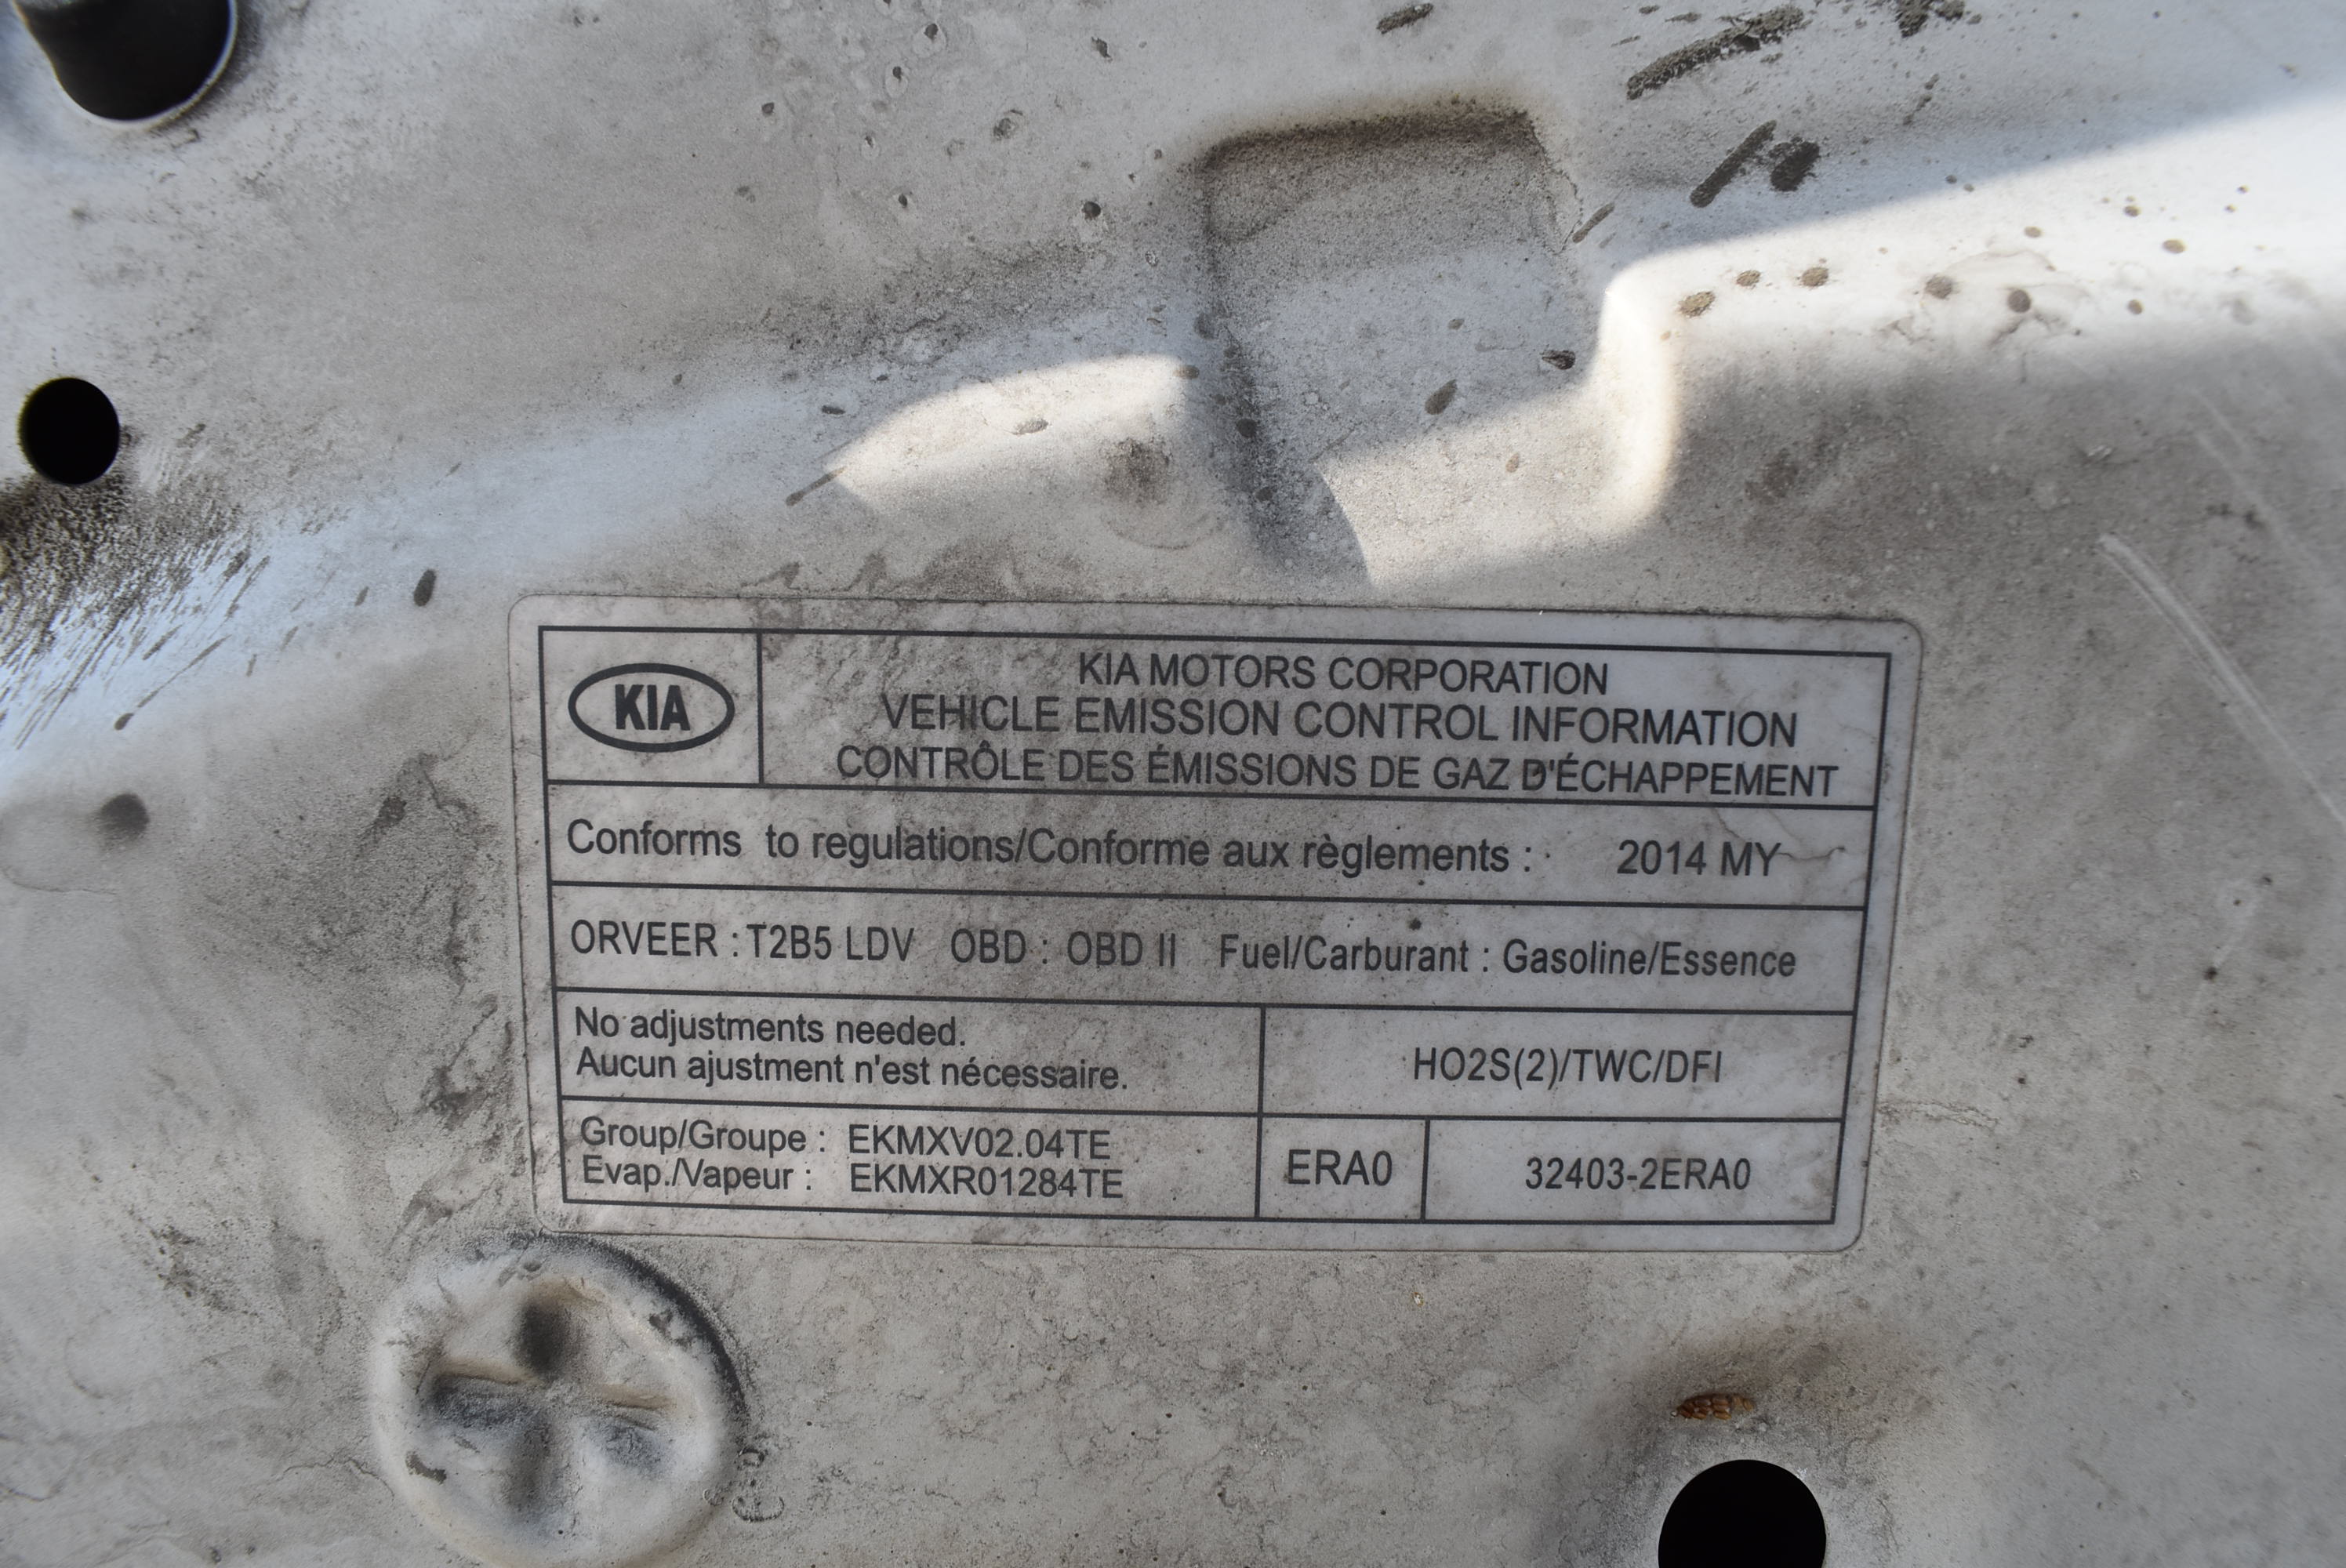 KIA
KIA MOTORS CORPORATION
VEHICLE EMISSION CONTROL INFORMATION
CONTRÔLE DES ÉMISSIONS DE GAZ D'ÉCHAPPEMENT
Conforms to regulations/Conforme aux règlements : 2014 MY
ORVEER : T2B5 LDV OBD : OBD II Fuel/Carburant : Gasoline/Essence
No adjustments needed.
Aucun ajustment n'est nécessaire.
HO2S(2)/TWC/DFI
Group/Groupe : EKMXV02.04TE
Evap./Vapeur : EKMXR01284TE
ERA0
32403-2ERA0